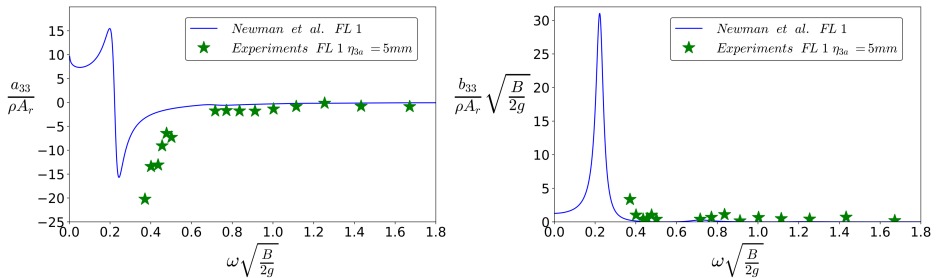 Newman et al. FL 1
Experiments FL 1 η3a = 5mm
a33
ρAr
15
10
5
0
−5
−10
−15
−20
−25
0.0 0.2 0.4 0.6 0.8 1.0 1.2 1.4 1.6 1.8
ω√B/2g
Newman et al. FL 1
Experiments FL 1 η3a = 5mm
b33
ρAr √B/2g
30
25
20
15
10
5
0
0.0 0.2 0.4 0.6 0.8 1.0 1.2 1.4 1.6 1.8
ω√B/2g